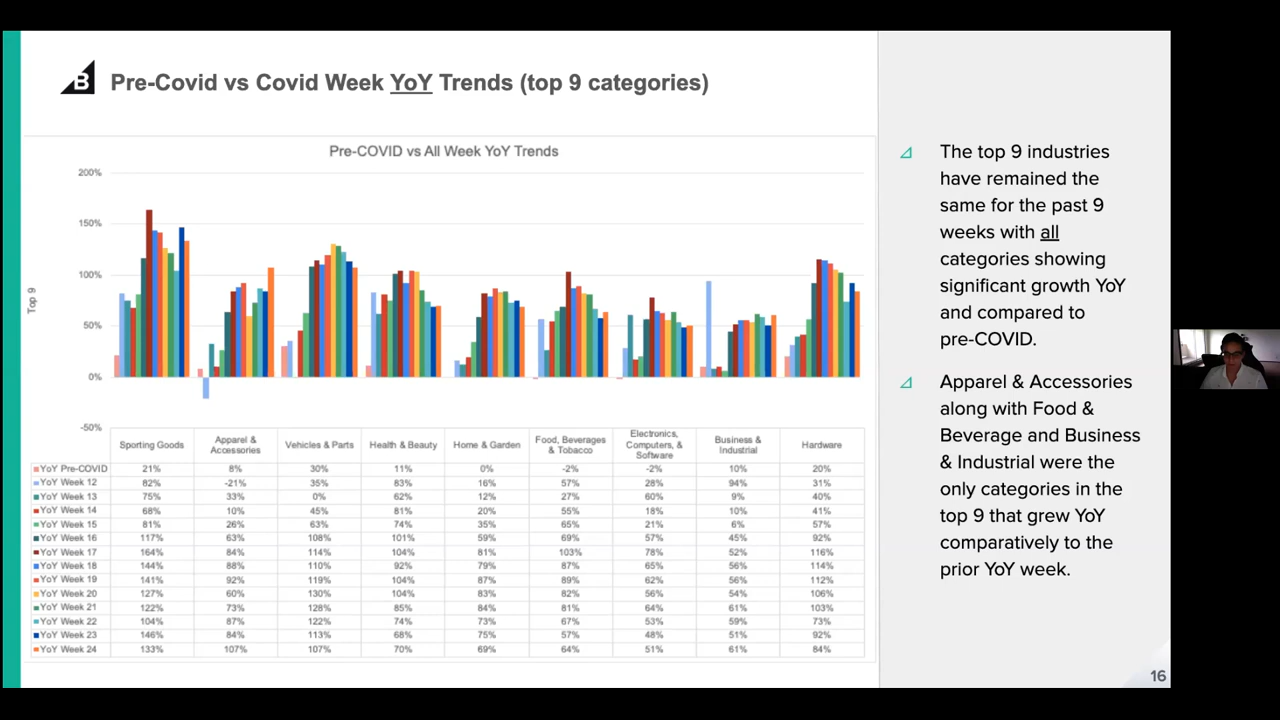 B
Pre-Covid vs Covid Week YoY Trends (top 9 categories)
Pre-COVID vs All Week YoY Trends
200%
150%
100%
50%
0%
-50%
Top 9
Sporting Goods Apparel & Accessories Vehicles & Parts Health & Beauty Home & Garden Food, Beverages & Tobacco Electronics, Computers, & Software Business & Industrial Hardware
YoY Pre-COVID 21% 8% 30% 11% 0% -2% -2% 10% 20%
YoY Week 12 82% -21% 35% 83% 16% 57% 28% 94% 31%
YoY Week 13 75% 33% 0% 62% 12% 27% 60% 9% 40%
YoY Week 14 68% 10% 45% 81% 20% 55% 18% 10% 41%
YoY Week 15 81% 26% 63% 74% 35% 65% 21% 6% 57%
YoY Week 16 117% 63% 108% 101% 59% 69% 57% 45% 92%
YoY Week 17 164% 84% 114% 104% 81% 103% 78% 52% 116%
YoY Week 18 144% 88% 110% 92% 79% 87% 65% 56% 114%
YoY Week 19 141% 92% 119% 104% 87% 89% 62% 56% 112%
YoY Week 20 127% 60% 130% 104% 83% 82% 56% 54% 106%
YoY Week 21 122% 73% 128% 85% 84% 81% 64% 61% 103%
YoY Week 22 104% 87% 122% 74% 73% 67% 53% 59% 73%
YoY Week 23 146% 84% 113% 68% 75% 57% 48% 51% 92%
YoY Week 24 133% 107% 107% 70% 69% 64% 51% 61% 84%
The top 9 industries
have remained the
same for the past 9
weeks with all
categories showing
significant growth YoY
and compared to
pre-COVID.
Apparel & Accessories
along with Food &
Beverage and Business
& Industrial were the
only categories in the
top 9 that grew YoY
comparatively to the
prior YoY week.
16